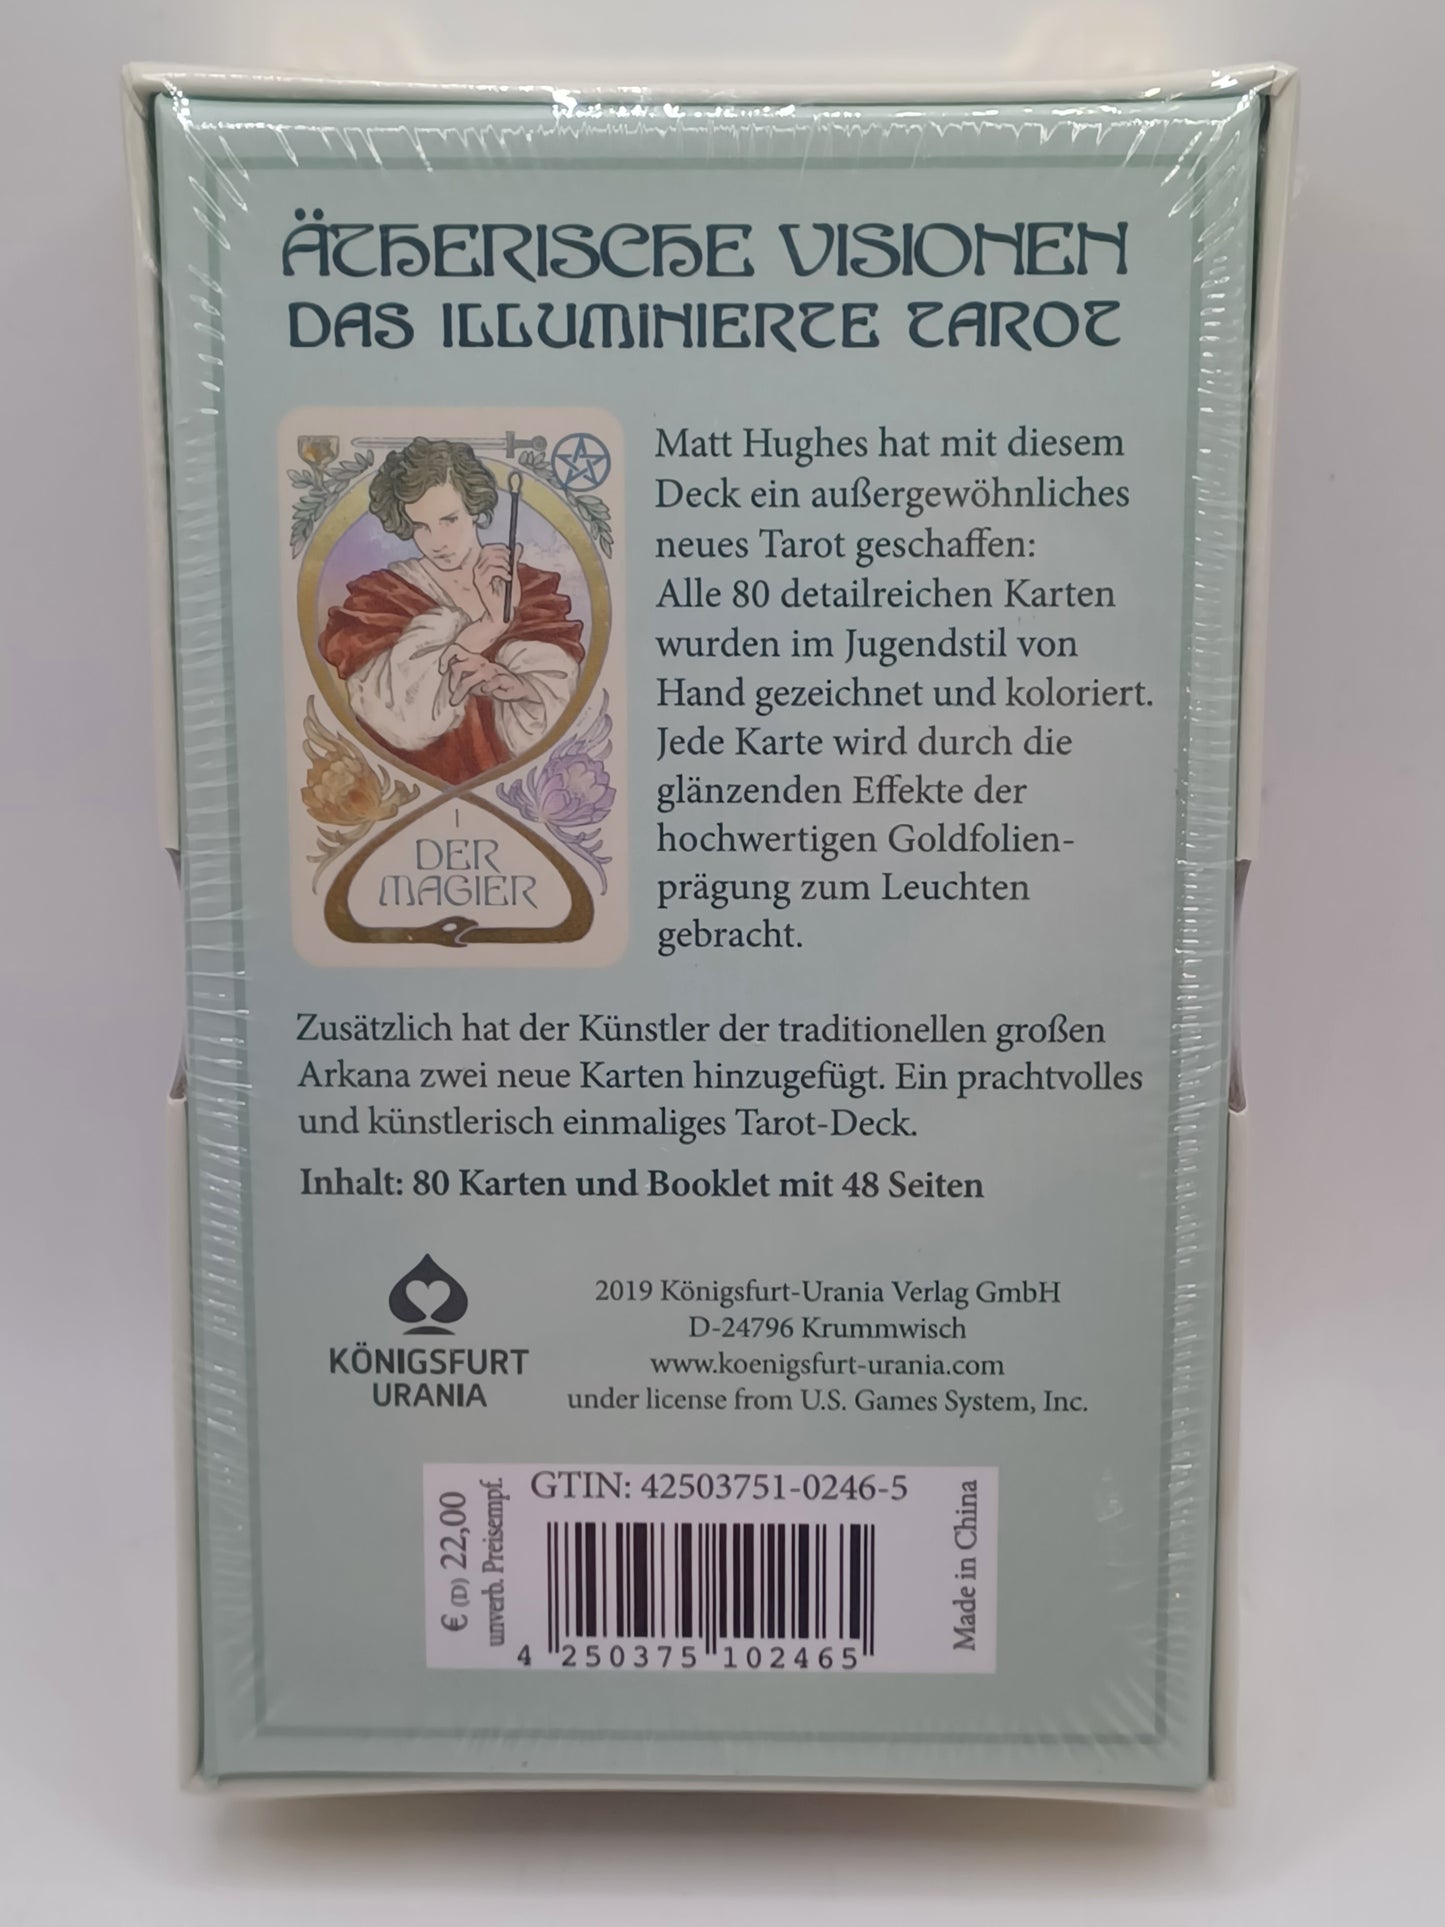 ÄTHERISCHE VISIONEN
DAS ILLUMINIERTE TAROT
I
DER
MAGIER
Matt Hughes hat mit diesem
Deck ein außergewöhnliches
neues Tarot geschaffen:
Alle 80 detailreichen Karten
wurden im Jugendstil von
Hand gezeichnet und koloriert.
Jede Karte wird durch die
glänzenden Effekte der
hochwertigen Goldfolien-
prägung zum Leuchten
gebracht.
Zusätzlich hat der Künstler der traditionellen großen
Arkana zwei neue Karten hinzugefügt. Ein prachtvolles
und künstlerisch einmaliges Tarot-Deck.
Inhalt: 80 Karten und Booklet mit 48 Seiten
KÖNIGSFURT
URANIA
2019 Königsfurt-Urania Verlag GmbH
D-24796 Krummwisch
www.koenigsfurt-urania.com
under license from U.S. Games System, Inc.
€ (D) 22,00
unverb. Preisempf.
GTIN: 42503751-0246-5
4 250375 102465
Made in China